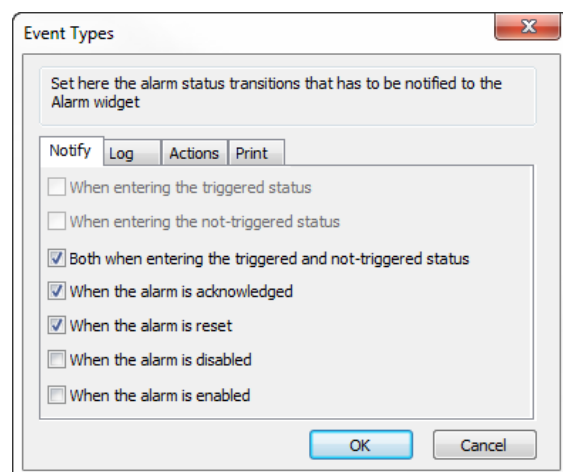 Event Types
Set here the alarm status transitions that has to be notified to the
Alarm widget
Notify Log Actions Print
When entering the triggered status
When entering the not-triggered status
Both when entering the triggered and not-triggered status
When the alarm is acknowledged
When the alarm is reset
When the alarm is disabled
When the alarm is enabled
OK Cancel